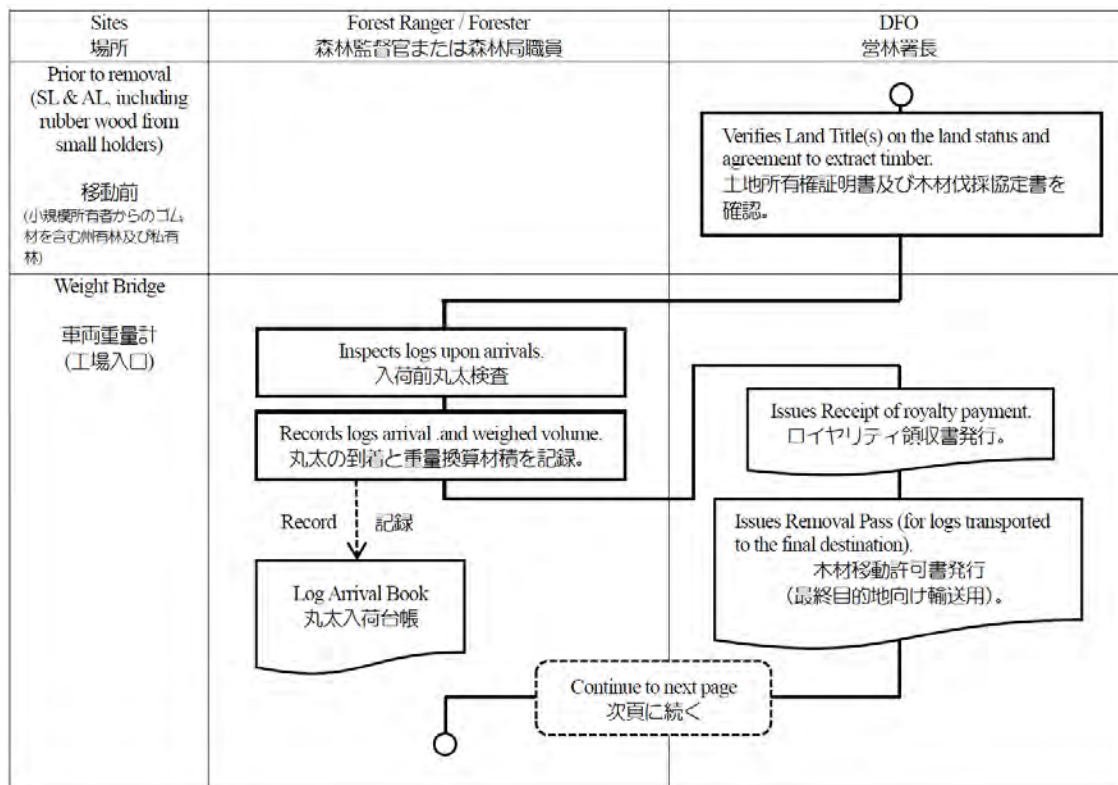 Sites
場所
Forest Ranger / Forester
森林監督官または森林局職員
DFO
営林署長
Prior to removal
(SL & AL, including
rubber wood from
small holders)
移動前
(小規模所有者からのゴム
材を含む州有林及び私有
林)
Verifies Land Title(s) on the land status and
agreement to extract timber.
土地所有権証明書及び木材伐採協定書を
確認。
Weight Bridge
車両重量計
(工場入口)
Inspects logs upon arrivals.
入荷前丸太検査
Records logs arrival .and weighed volume.
丸太の到着と重量換算材積を記録。
Issues Receipt of royalty payment.
ロイヤリティ領収書発行。
Record 記録
Issues Removal Pass (for logs transported
to the final destination).
木材移動許可書発行
(最終目的地向け輸送用)。
Log Arrival Book
丸太入荷台帳
Continue to next page
次頁に続く